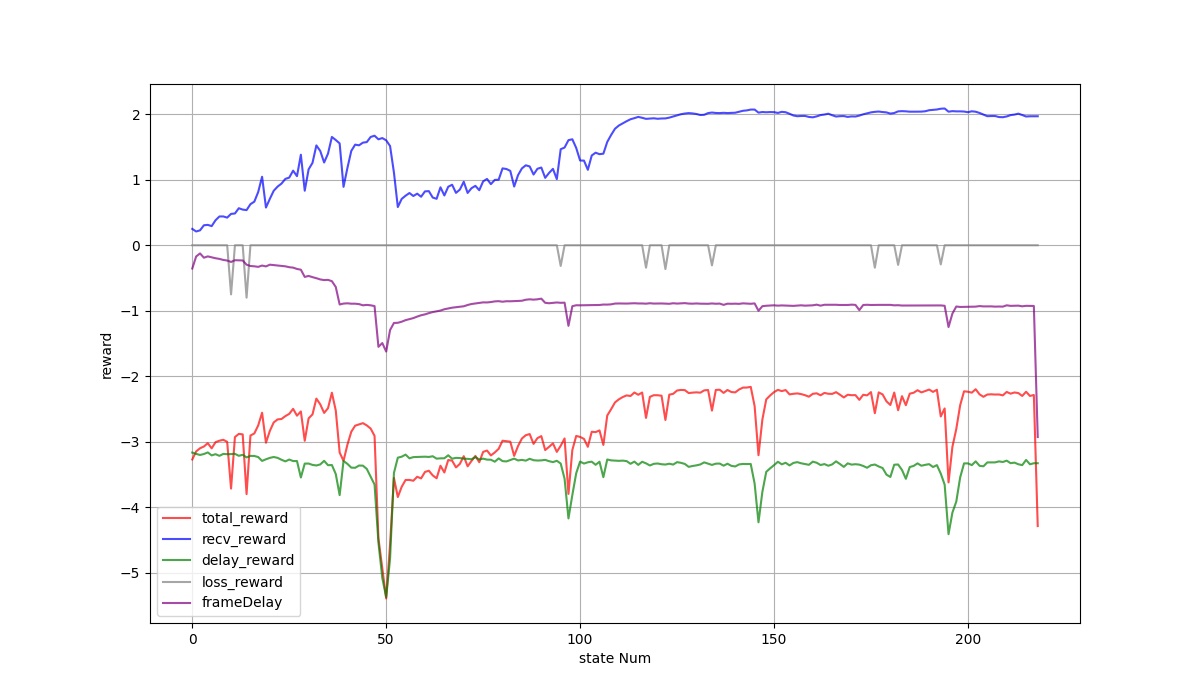 2
1
0
−1
−2
−3
−4
−5
reward
total_reward
recv_reward
delay_reward
loss_reward
frameDelay
0 50 100 150 200
state Num